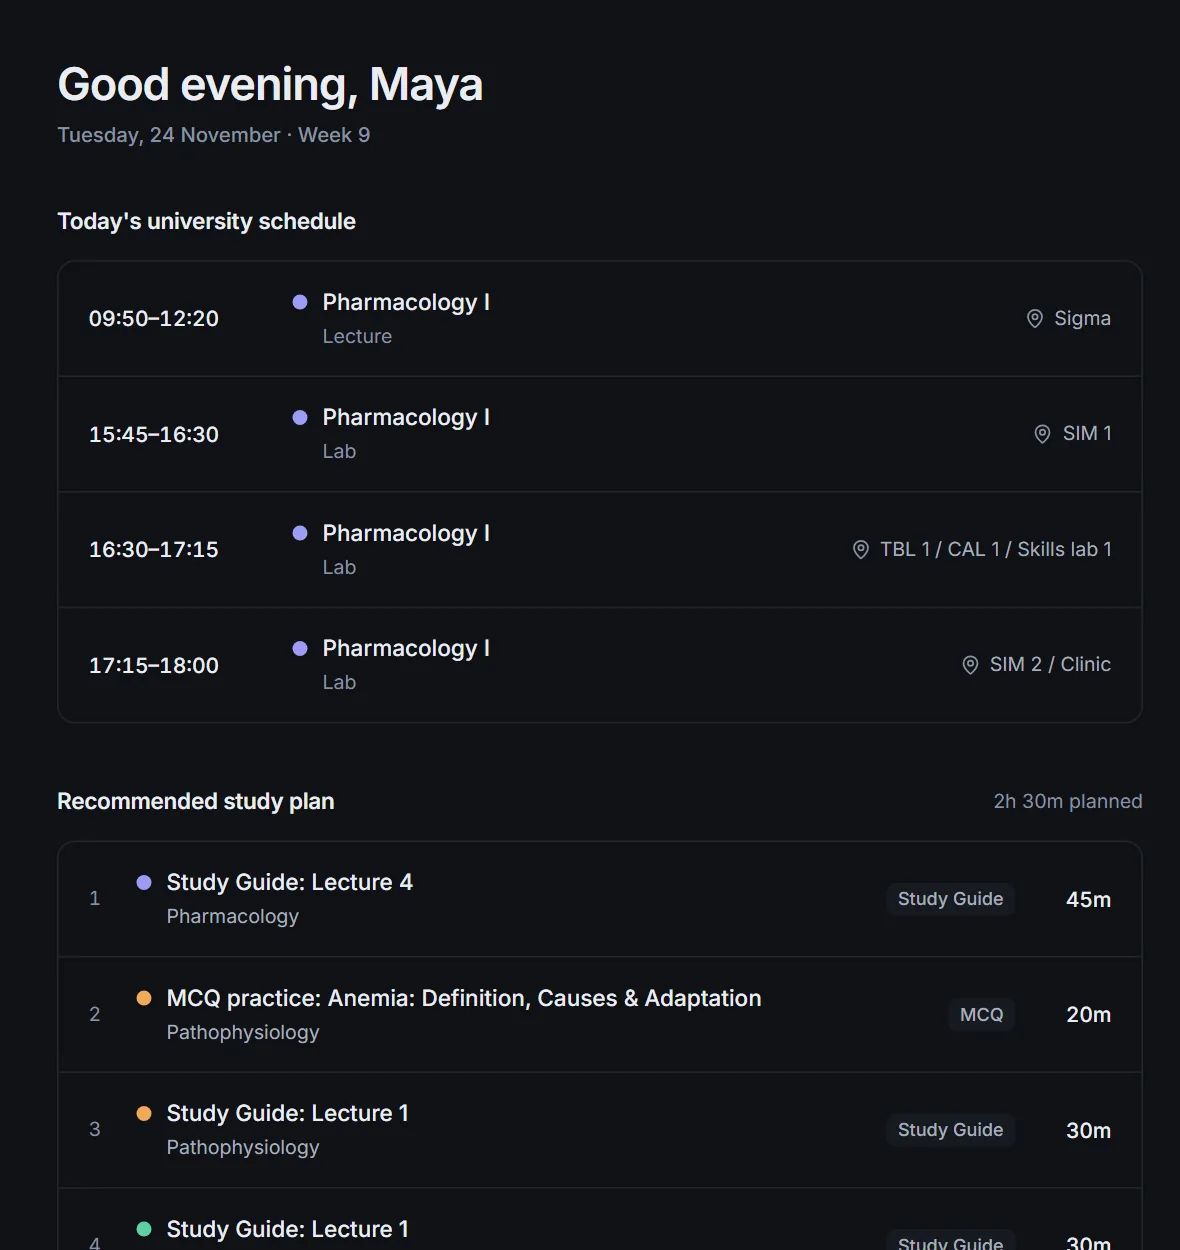 Good evening, Maya
Tuesday, 24 November · Week 9
Today's university schedule
09:50–12:20
Pharmacology I
Lecture
Sigma
15:45–16:30
Pharmacology I
Lab
SIM 1
16:30–17:15
Pharmacology I
Lab
TBL 1 / CAL 1 / Skills lab 1
17:15–18:00
Pharmacology I
Lab
SIM 2 / Clinic
Recommended study plan
2h 30m planned
1
Study Guide: Lecture 4
Pharmacology
Study Guide
45m
2
MCQ practice: Anemia: Definition, Causes & Adaptation
Pathophysiology
MCQ
20m
3
Study Guide: Lecture 1
Pathophysiology
Study Guide
30m
4
Study Guide: Lecture 1
Study Guide
30m